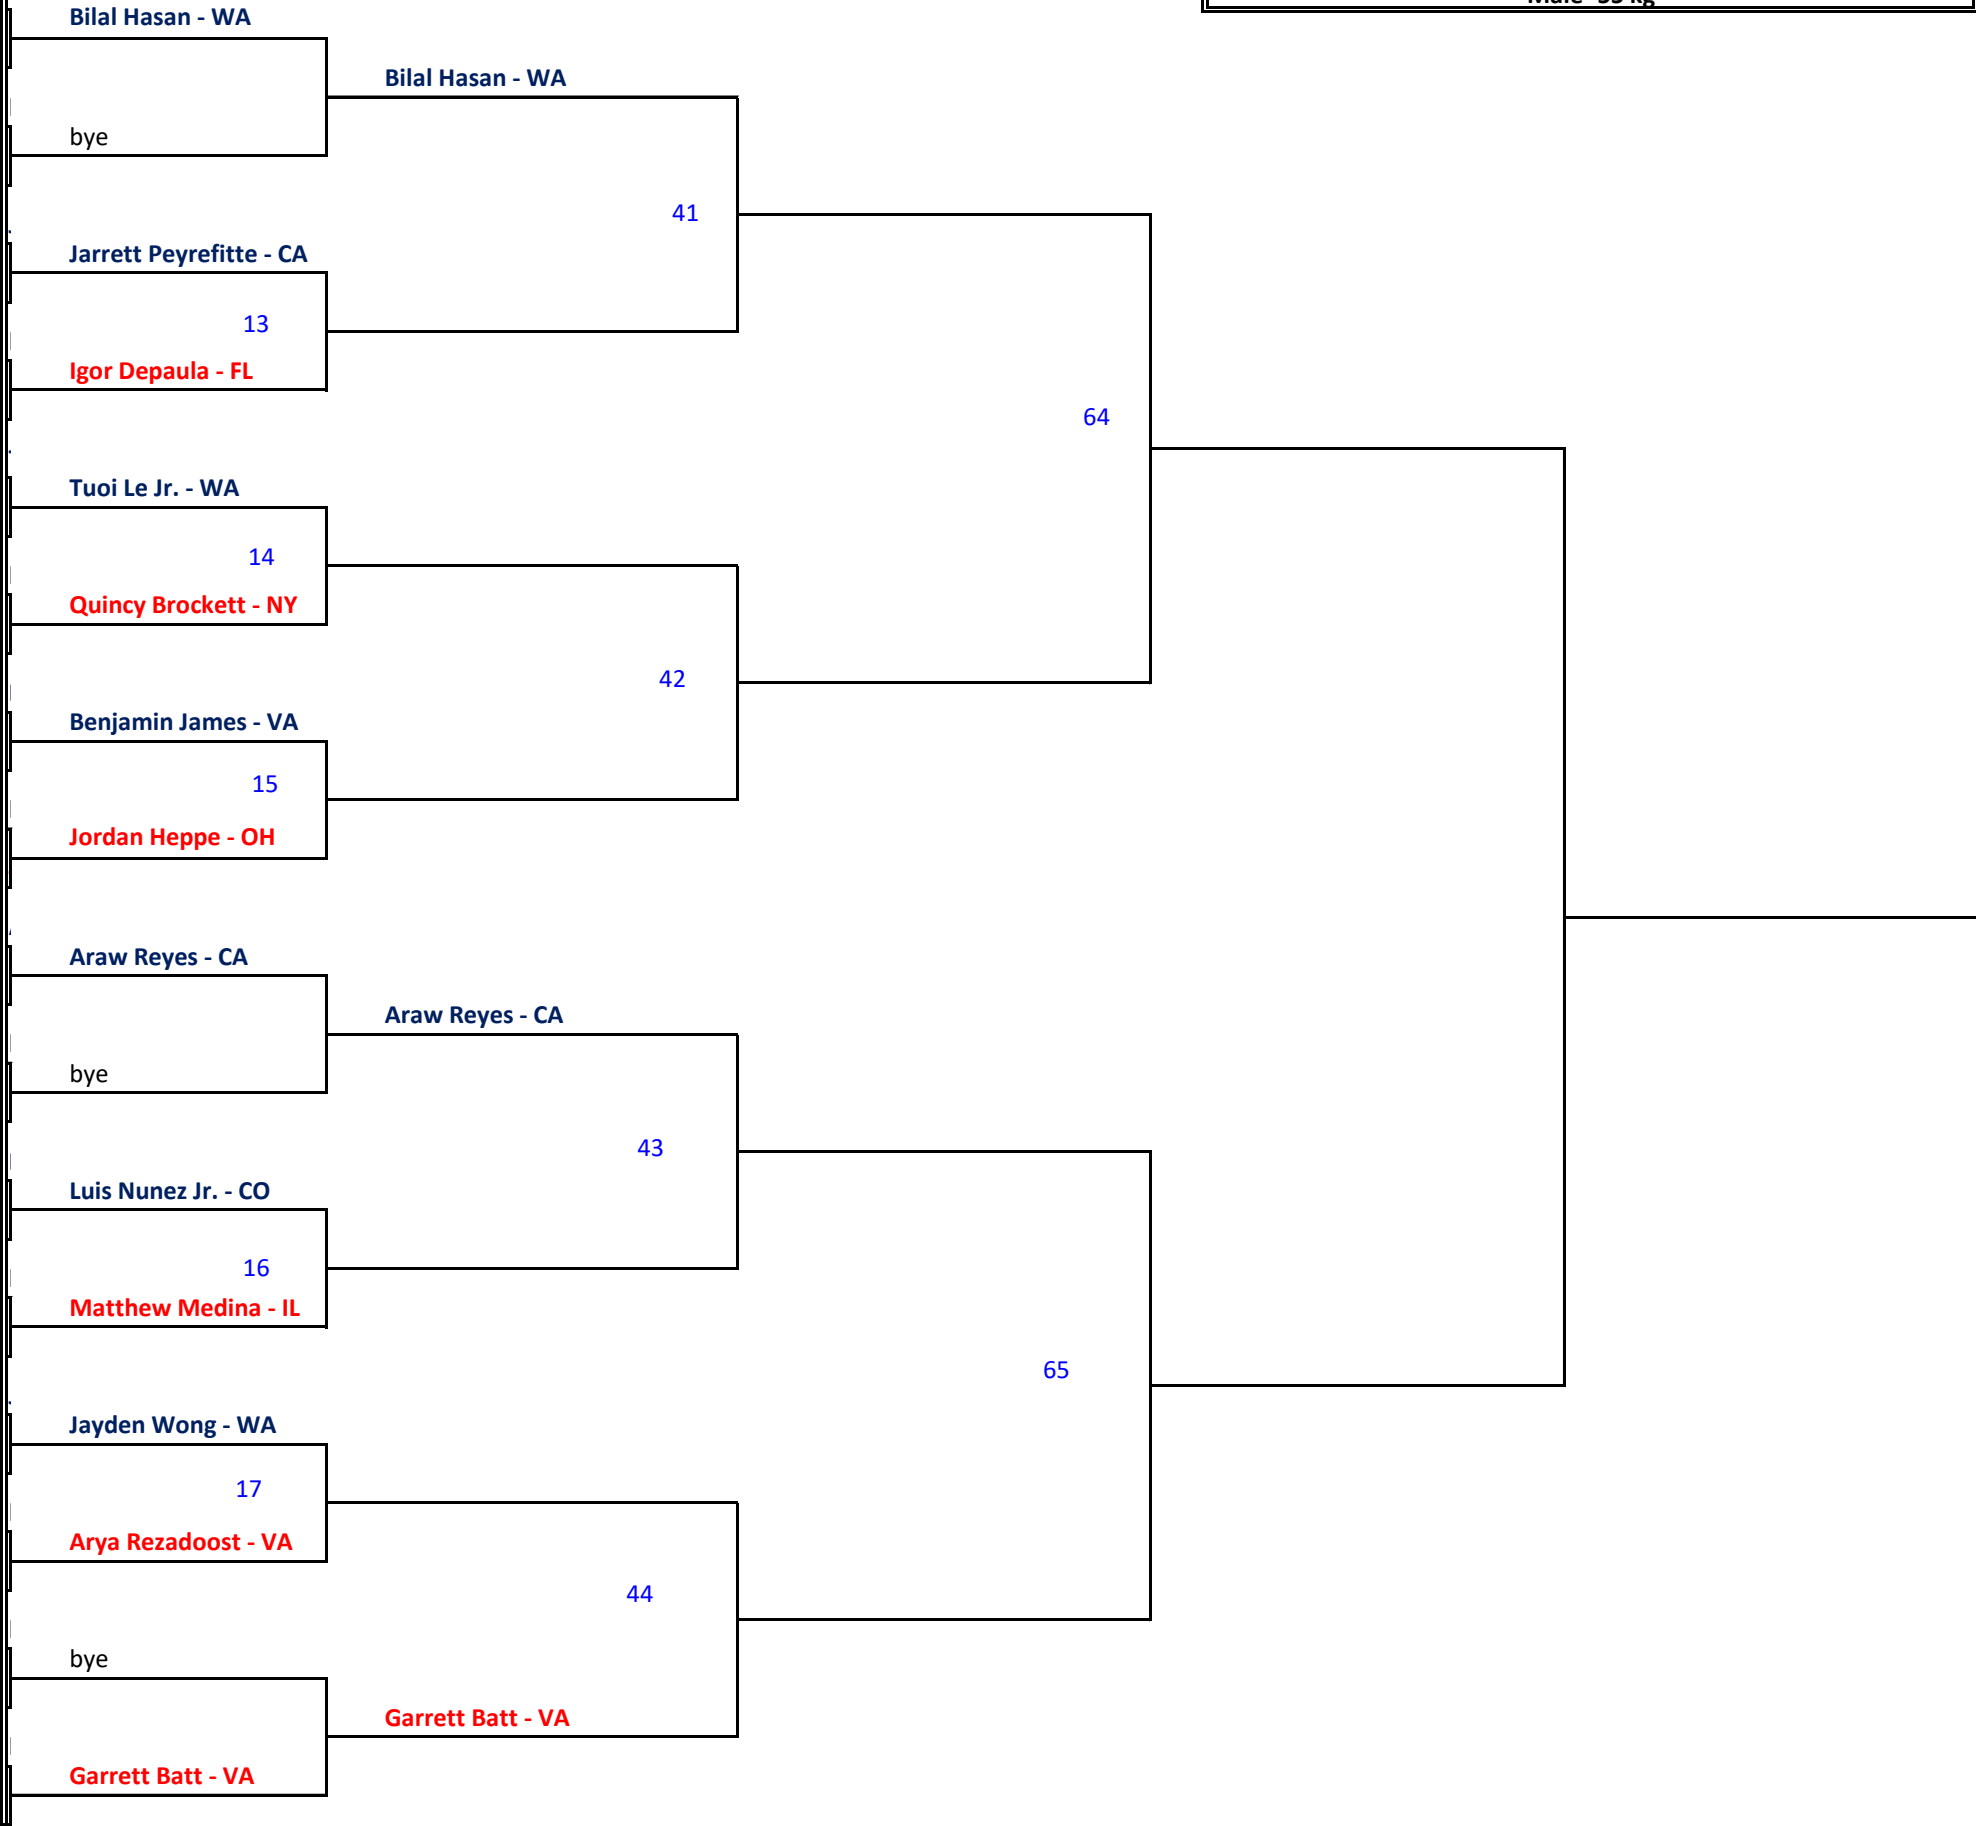 Bilal Hasan - WA
Bilal Hasan - WA
bye
41
Jarrett Peyrefitte - CA
13
Igor Depaula - FL
64
Tuoi Le Jr. - WA
14
Quincy Brockett - NY
42
Benjamin James - VA
15
Jordan Heppe - OH
Araw Reyes - CA
Araw Reyes - CA
bye
43
Luis Nunez Jr. - CO
16
Matthew Medina - IL
65
Jayden Wong - WA
17
Arya Rezadoost - VA
44
bye
Garrett Batt - VA
Garrett Batt - VA